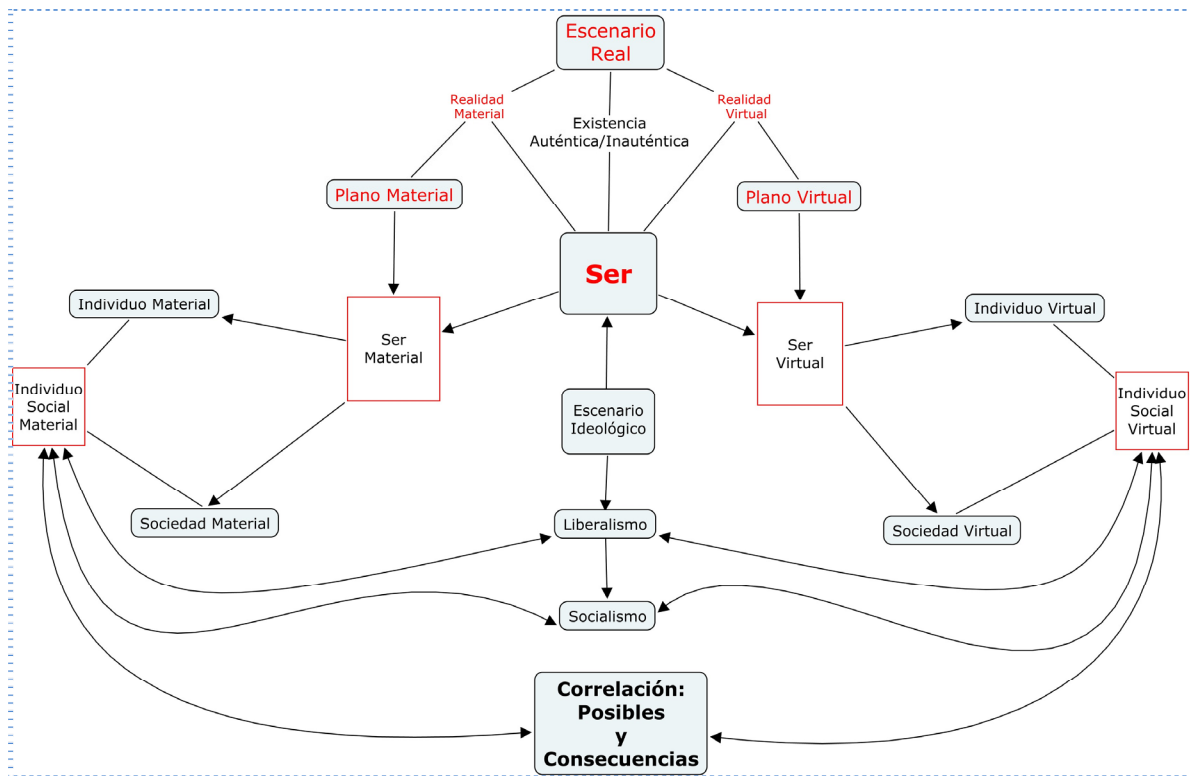 Escenario
Real
Realidad
Material
Realidad
Virtual
Existencia
Auténtica/Inauténtica
Plano Material
Plano Virtual
Ser
Individuo Material
Individuo Virtual
Ser
Material
Ser
Virtual
Individuo
Social
Material
Individuo
Social
Virtual
Escenario
Ideológico
Sociedad Material
Liberalismo
Sociedad Virtual
Socialismo
Correlación:
Posibles
y
Consecuencias